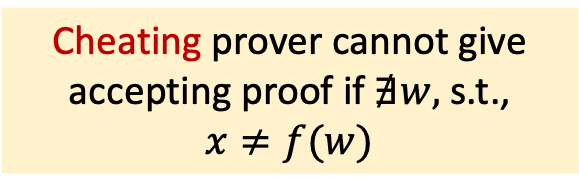 Cheating prover cannot give
accepting proof if ∄w, s.t.,
x ≠ f(w)